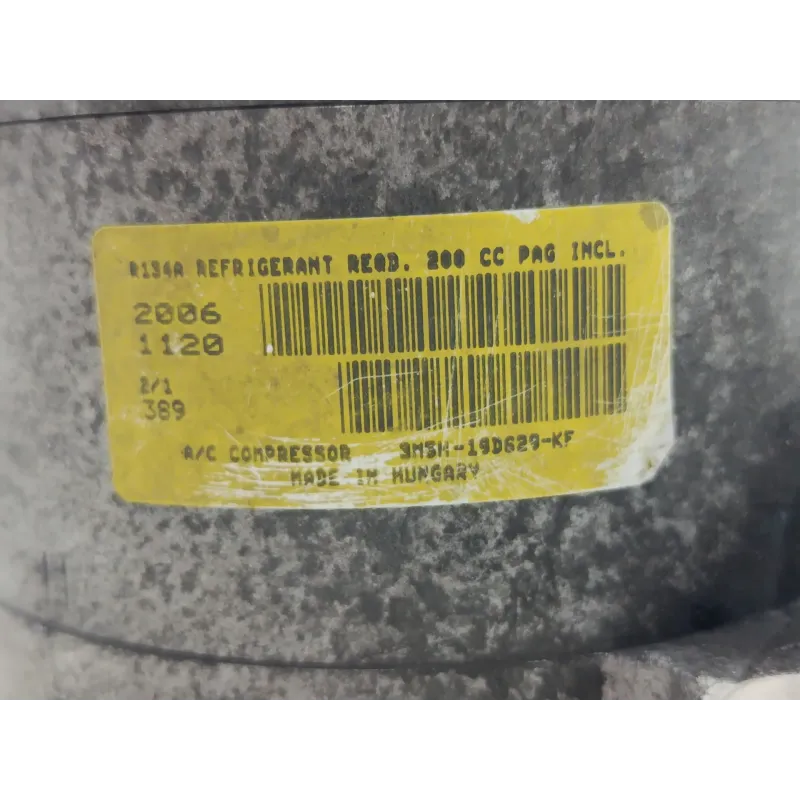 R134A REFRIGERANT REQD. 200 CC PAG INCL.
2006
1120
2/1
389
A/C COMPRESSOR 3M5H-19D629-KF
MADE IN HUNGARY